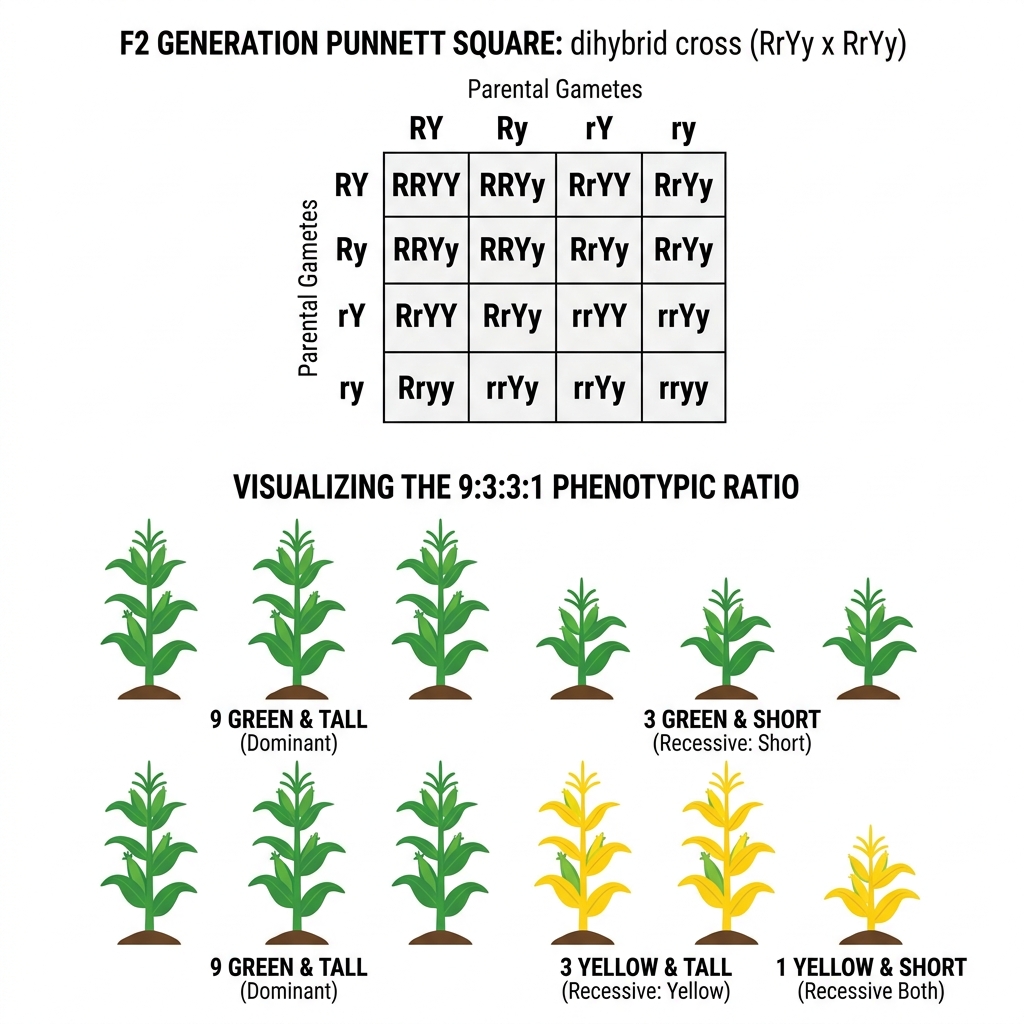 F2 GENERATION PUNNETT SQUARE: dihybrid cross (RrYy x RrYy)
Parental Gametes
RY Ry rY ry
Parental Gametes
RY RRYY RRYy RrYY RrYy
Ry RRYy RRYy RrYy RrYy
rY RrYY RrYy rrYY rrYy
ry Rryy rrYy rrYy rryy
VISUALIZING THE 9:3:3:1 PHENOTYPIC RATIO
9 GREEN & TALL
(Dominant)
3 GREEN & SHORT
(Recessive: Short)
9 GREEN & TALL
(Dominant)
3 YELLOW & TALL
(Recessive: Yellow)
1 YELLOW & SHORT
(Recessive Both)